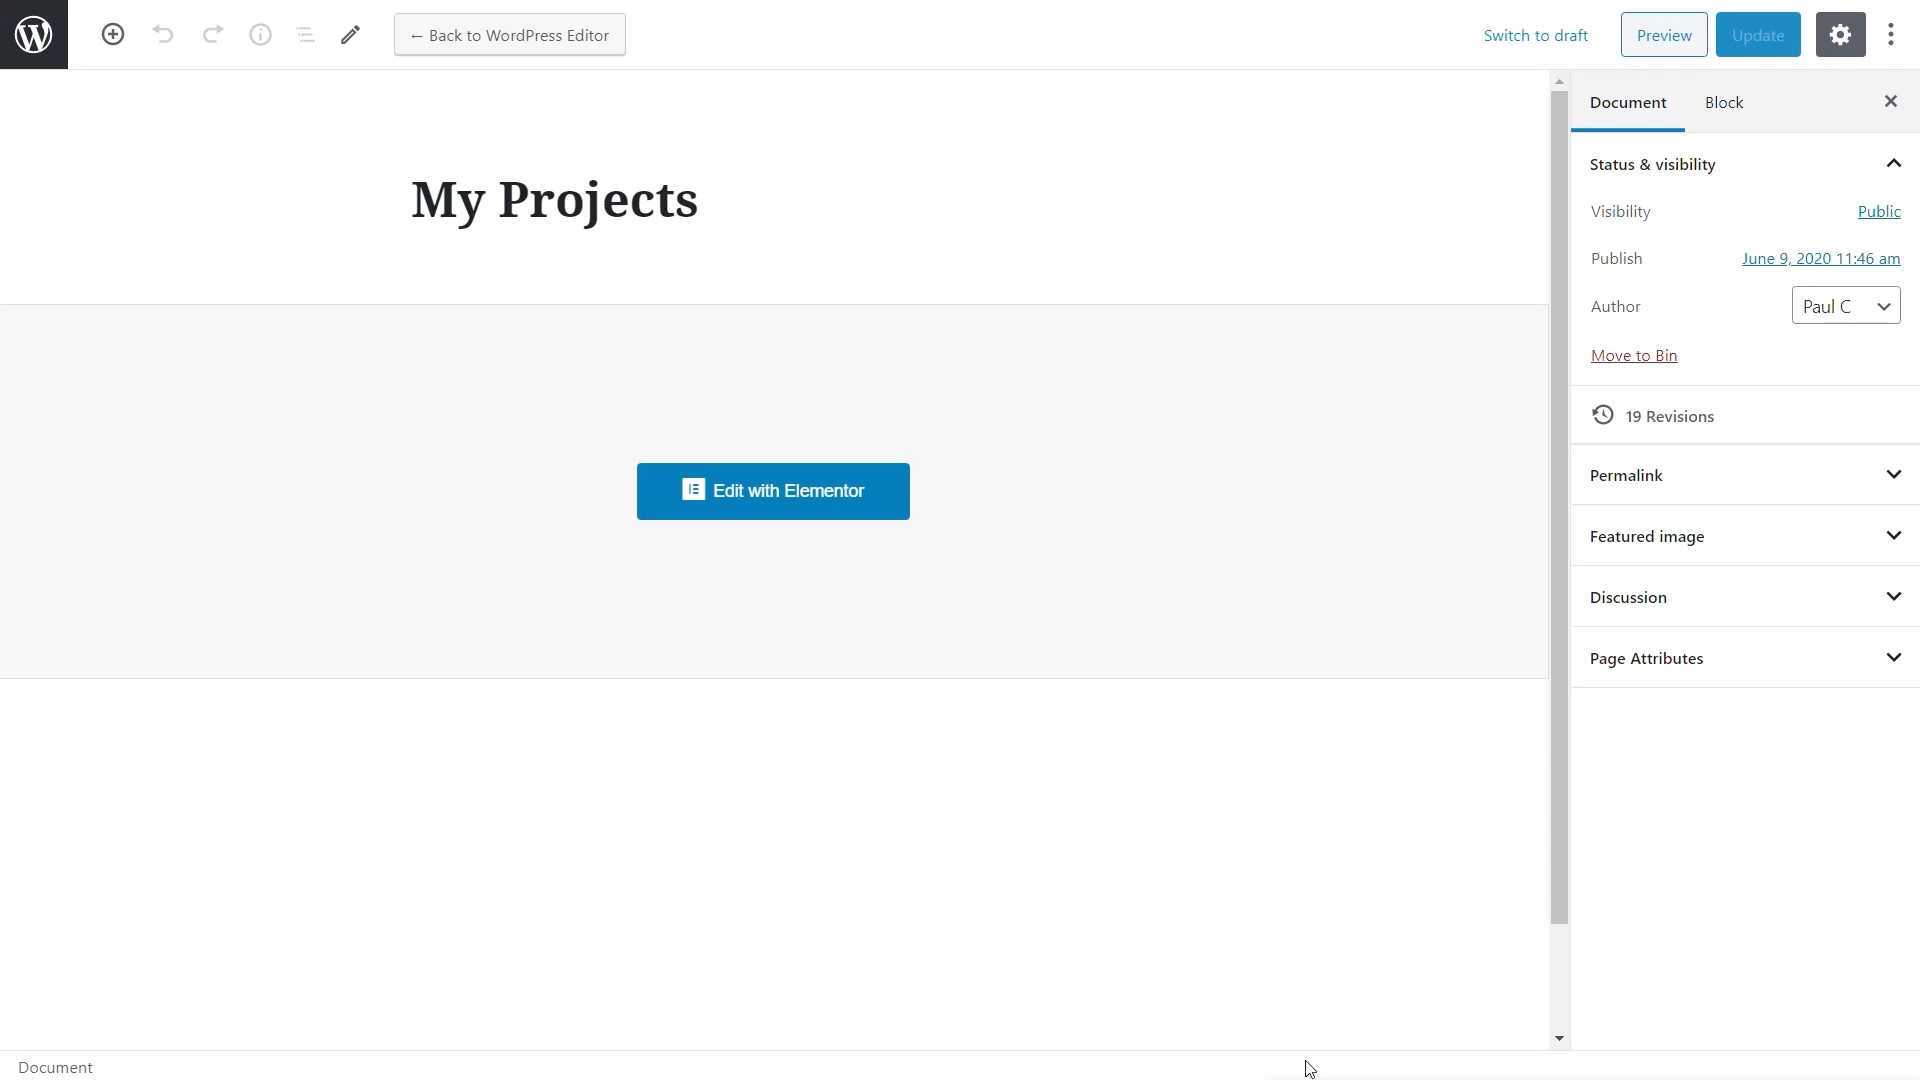 ← Back to WordPress Editor
Switch to draft
Preview
Update
Document
Block
My Projects
Edit with Elementor
Status & visibility
Visibility
Public
Publish
June 9, 2020 11:46 am
Author
Paul C
Move to Bin
19 Revisions
Permalink
Featured image
Discussion
Page Attributes
Document